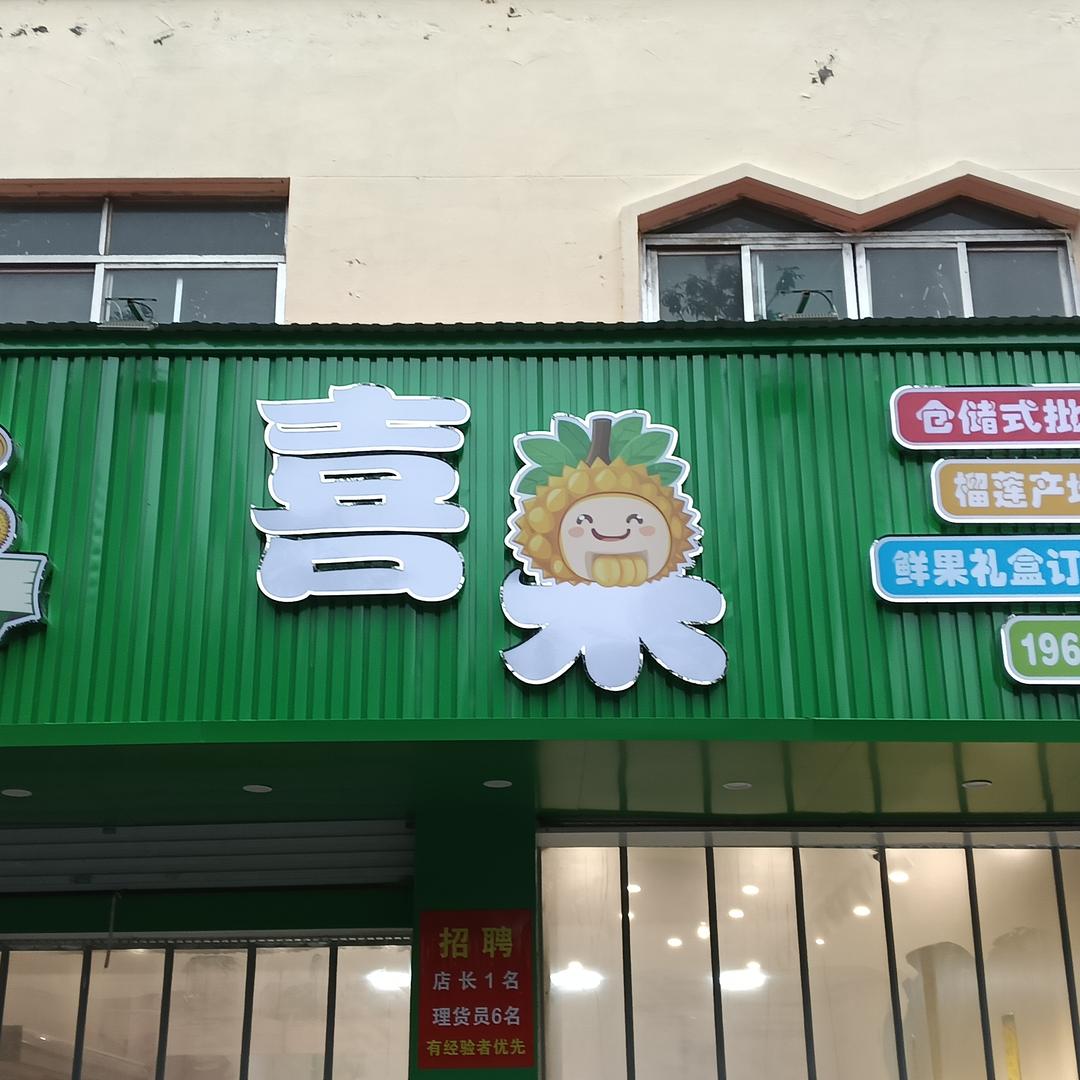 喜果
仓储式批
榴莲产地
鲜果礼盒订
196
招聘
店长1名
理货员6名
有经验者优先